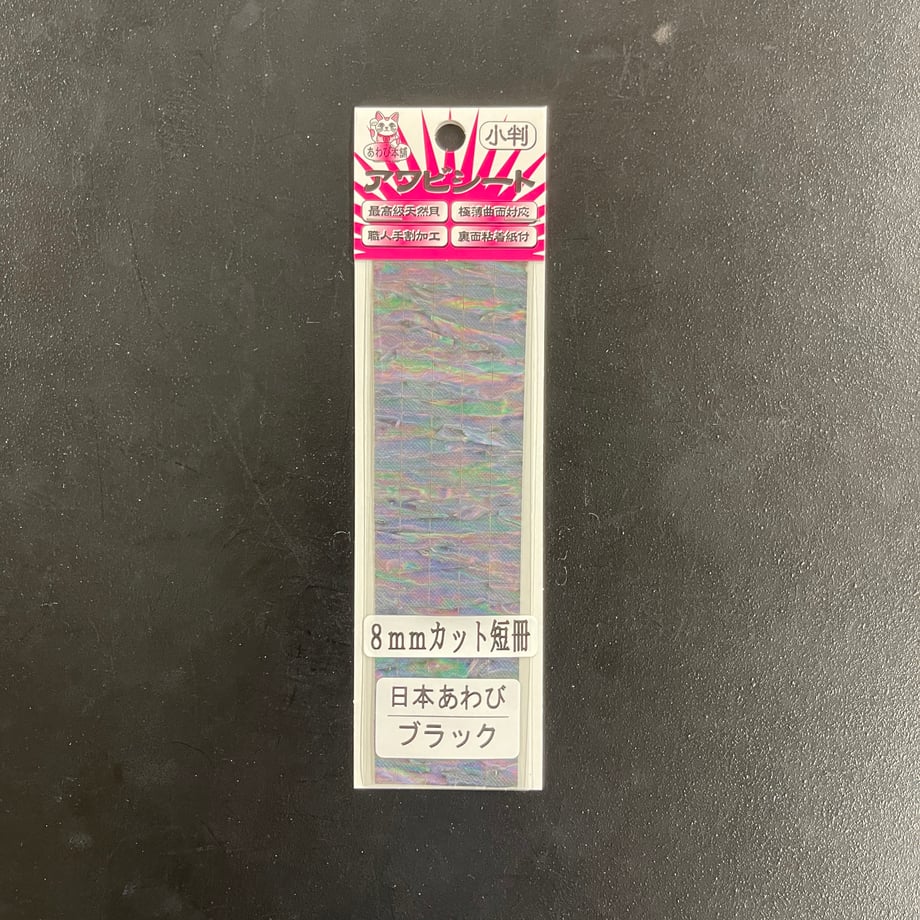 小判
あわび本舗
アワビシート
最高級天然貝
極薄曲面対応
職人手割加工
裏面粘着紙付
8mmカット短冊
日本あわび
ブラック